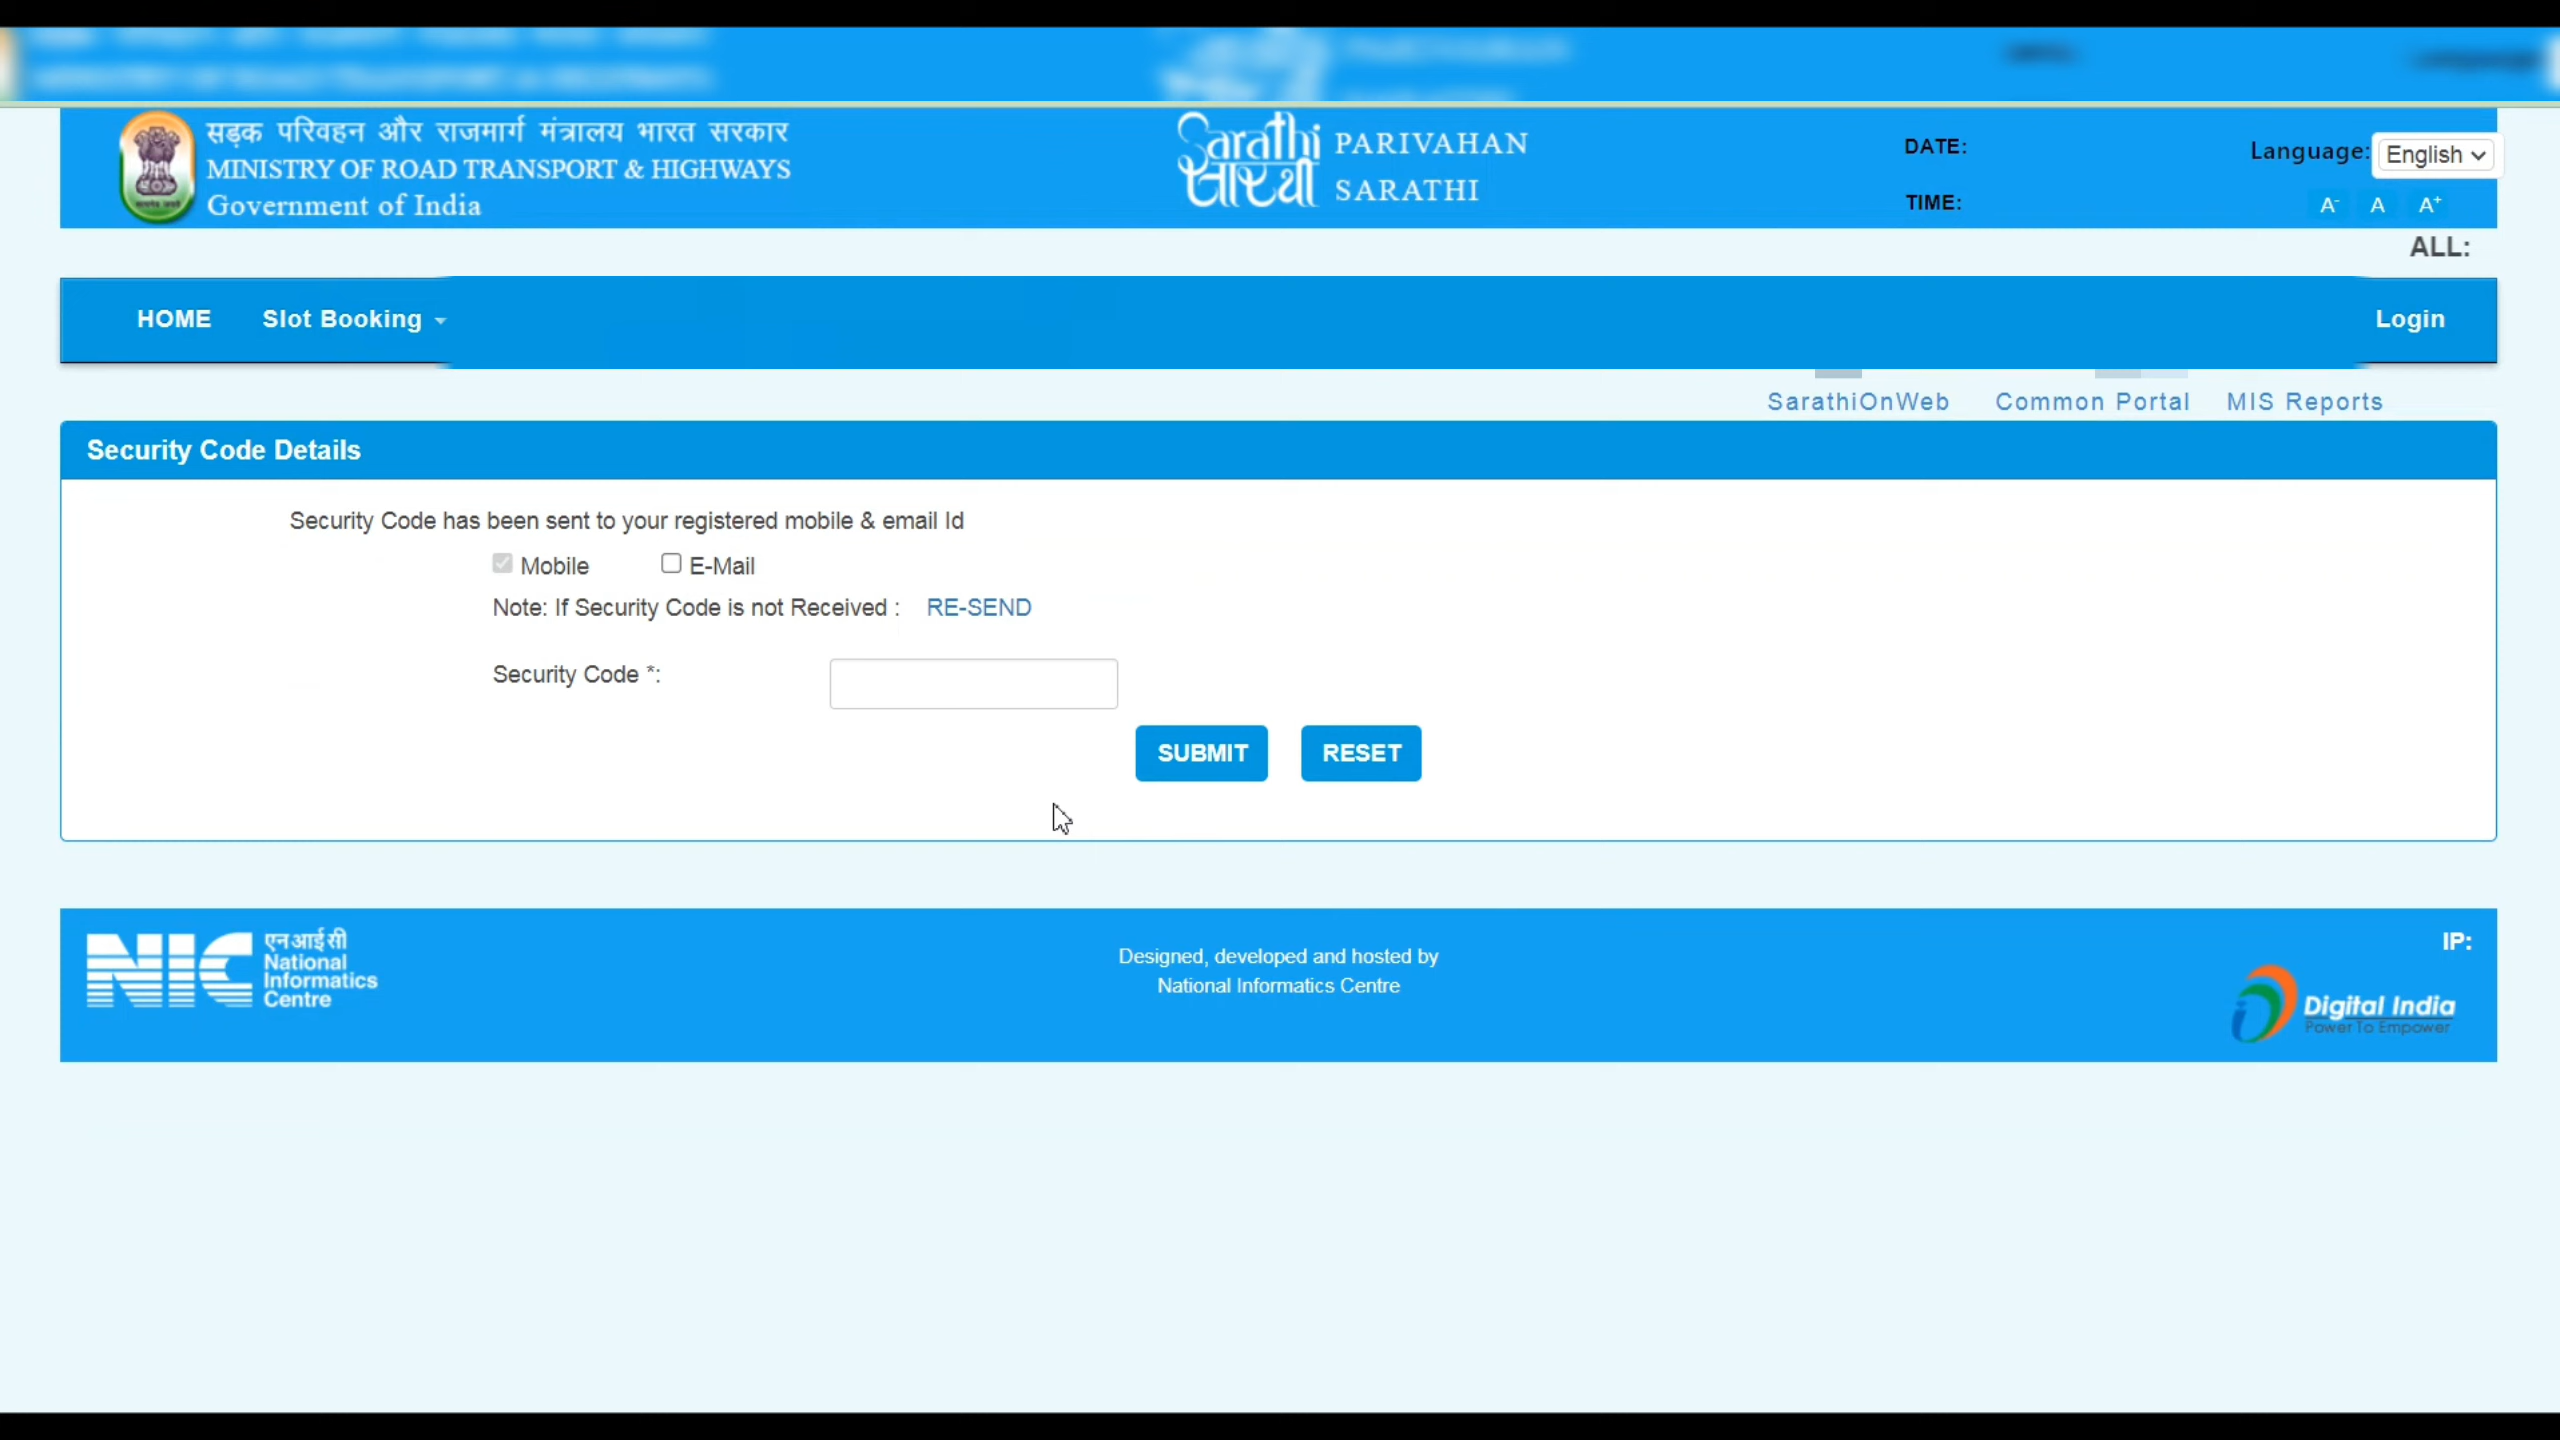 सड़क परिवहन और राजमार्ग मंत्रालय भारत सरकार
MINISTRY OF ROAD TRANSPORT & HIGHWAYS
Government of India
Sarathi
सारथी
PARIVAHAN
SARATHI
DATE:
TIME:
Language: English
A- A A+
ALL:
HOME Slot Booking Login
SarathiOnWeb Common Portal MIS Reports
Security Code Details
Security Code has been sent to your registered mobile & email Id
Mobile E-Mail
Note: If Security Code is not Received : RE-SEND
Security Code *:
SUBMIT RESET
NIC
एन आई सी
National
Informatics
Centre
Designed, developed and hosted by
National Informatics Centre
IP:
Digital India
Power To Empower